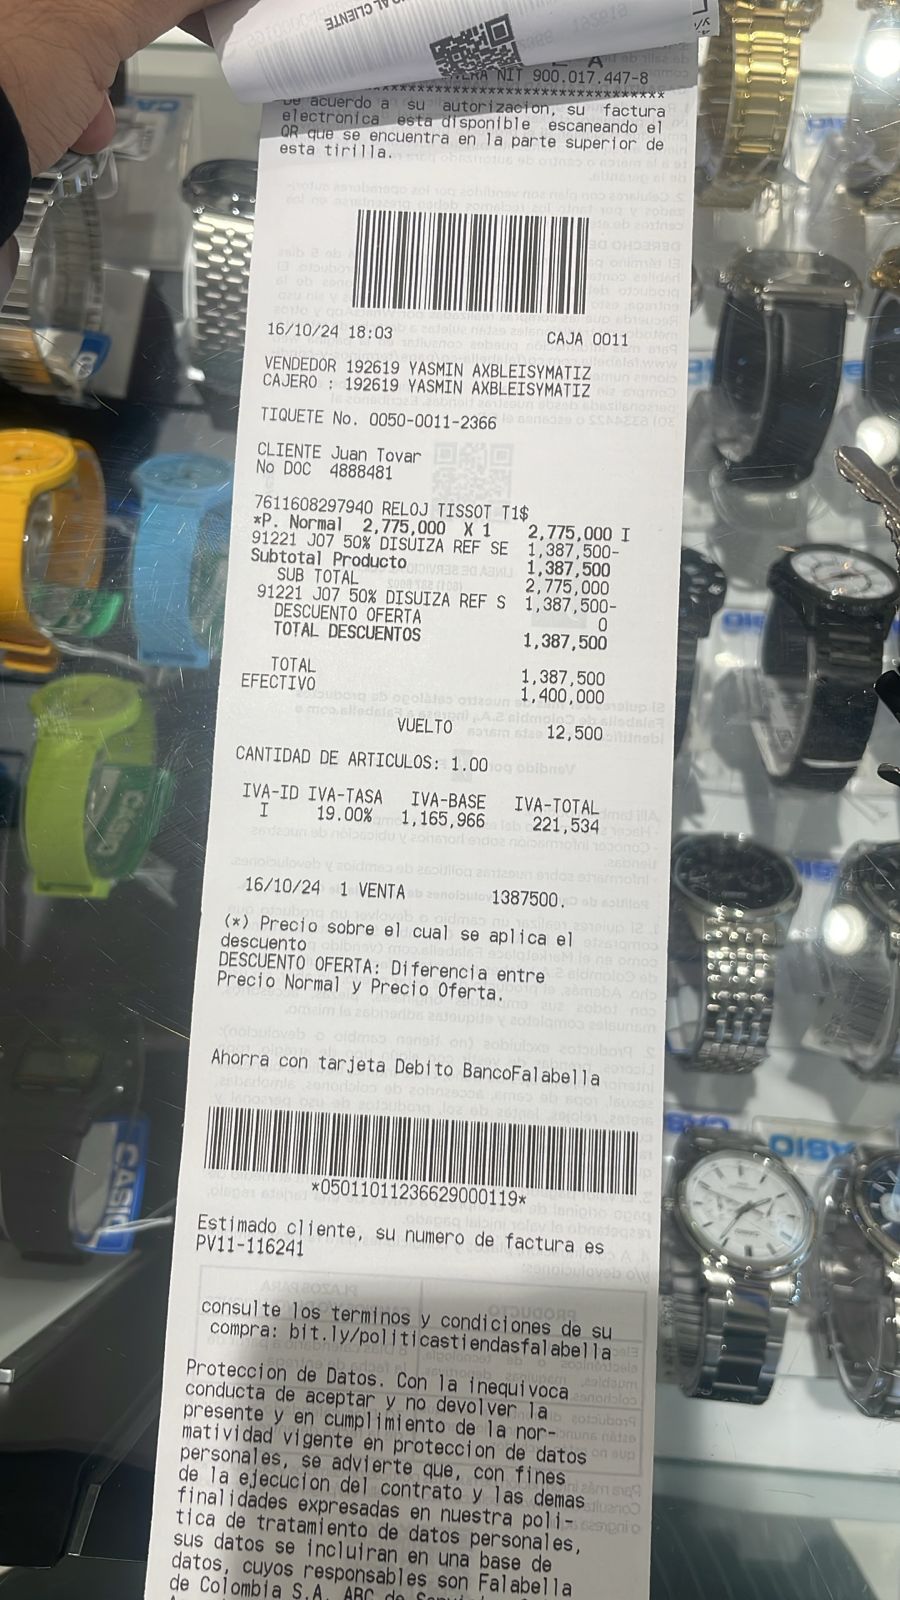 AL CLIENTE
NIT 900.017.447-8
****************************************
De acuerdo a su autorizacion, su factura
electronica esta disponible escaneando el
QR que se encuentra en la parte superior de
esta tirilla.
16/10/24 18:03 CAJA 0011
VENDEDOR 192619 YASMIN AXBLEISYMATIZ
CAJERO : 192619 YASMIN AXBLEISYMATIZ
TIQUETE No. 0050-0011-2366
CLIENTE Juan Tovar
No DOC 4888481
7611608297940 RELOJ TISSOT T1$
*P. Normal 2,775,000 X 1 2,775,000 I
91221 J07 50% DISUIZA REF SE 1,387,500-
Subtotal Producto 1,387,500
SUB TOTAL 2,775,000
91221 J07 50% DISUIZA REF S 1,387,500-
DESCUENTO OFERTA 0
TOTAL DESCUENTOS 1,387,500
TOTAL 1,387,500
EFECTIVO 1,400,000
VUELTO 12,500
CANTIDAD DE ARTICULOS: 1.00
IVA-ID IVA-TASA IVA-BASE IVA-TOTAL
I 19.00% 1,165,966 221,534
16/10/24 1 VENTA 1387500.
(*) Precio sobre el cual se aplica el
descuento
DESCUENTO OFERTA: Diferencia entre
Precio Normal y Precio Oferta.
Ahorra con tarjeta Debito BancoFalabella
*05011011236629000119*
Estimado cliente, su numero de factura es
PV11-116241
consulte los terminos y condiciones de su
compra: bit.ly/politicastiendasfalabella
Proteccion de Datos. Con la inequivoca
conducta de aceptar y no devolver la
presente y en cumplimiento de la nor-
matividad vigente en proteccion de datos
personales, se advierte que, con fines
de la ejecucion del contrato y las demas
finalidades expresadas en nuestra poli-
tica de tratamiento de datos personales,
sus datos se incluiran en una base de
datos, cuyos responsables son Falabella
de Colombia S.A. ABC de
CASIO